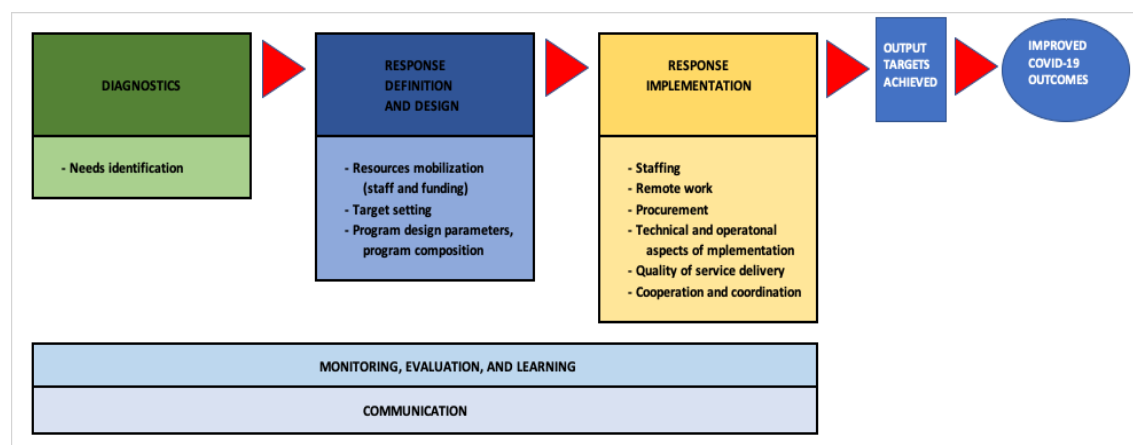 DIAGNOSTICS
- Needs identification
RESPONSE
DEFINITION
AND DESIGN
- Resources mobilization
(staff and funding)
- Target setting
- Program design parameters,
program composition
RESPONSE
IMPLEMENTATION
- Staffing
- Remote work
- Procurement
- Technical and operatonal
aspects of mplementation
- Quality of service delivery
- Cooperation and coordination
OUTPUT
TARGETS
ACHIEVED
IMPROVED
COVID-19
OUTCOMES
MONITORING, EVALUATION, AND LEARNING
COMMUNICATION